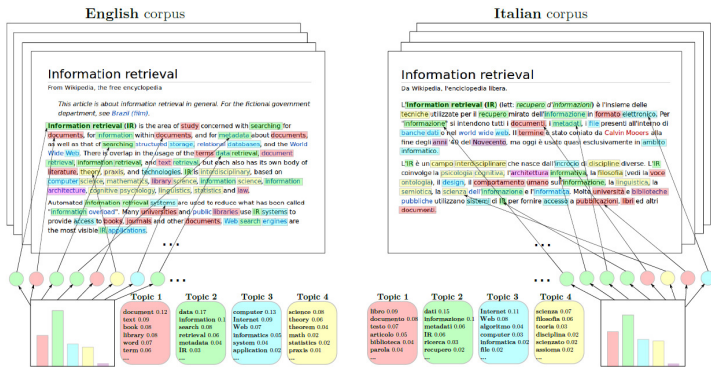 English corpus
Information retrieval
From Wikipedia, the free encyclopedia
This article is about information retrieval in general. For the fictional government
department, see Brazil (film).
Information retrieval (IR) is the area of study concerned with searching for
documents, for information within documents, and for metadata about documents,
as well as that of searching structured storage, relational databases, and the World
Wide Web. There is overlap in the usage of the terms data retrieval, document
retrieval, information retrieval, and text retrieval, but each also has its own body of
literature, theory, praxis, and technologies. IR is interdisciplinary, based on
computer science, mathematics, library science, information science, information
architecture, cognitive psychology, linguistics, statistics and law.
Automated information retrieval systems are used to reduce what has been called
"information overload". Many universities and public libraries use IR systems to
provide access to books, journals and other documents. Web search engines are
the most visible IR applications.
...
...
Topic 1
document 0.12
text 0.09
book 0.08
library 0.08
word 0.07
term 0.06
...
Topic 2
data 0.17
information 0.1
search 0.08
retrieval 0.06
metadata 0.04
IR 0.03
...
Topic 3
computer 0.13
Internet 0.09
Web 0.07
informatics 0.05
system 0.04
application 0.02
...
Topic 4
science 0.08
theory 0.06
theorem 0.04
math 0.02
statistics 0.02
praxis 0.01
...
...
Italian corpus
Information retrieval
Da Wikipedia, l'enciclopedia libera.
L'Information retrieval (IR) (lett: recupero d'informazioni) è l'insieme delle
tecniche utilizzate per il recupero mirato dell'informazione in formato elettronico. Per
"informazione" si intendono tutti i documenti, i metadati, i file presenti all'interno di
banche dati o nel world wide web. Il termine è stato coniato da Calvin Mooers alla
fine degli anni '40 del Novecento, ma oggi è usato quasi esclusivamente in ambito
informatico.
L'IR è un campo interdisciplinare che nasce dall'incrocio di discipline diverse. L'IR
coinvolge la psicologia cognitiva, l'architettura informativa, la filosofia (vedi la voce
ontologia), il design, il comportamento umano sull'informazione, la linguistica, la
semiotica, la scienza dell'informazione e l'informatica. Molte università e biblioteche
pubbliche utilizzano sistemi di IR per fornire accesso a pubblicazioni, libri ed altri
documenti.
...
...
Topic 1
libro 0.09
documento 0.08
testo 0.07
articolo 0.05
biblioteca 0.04
parola 0.04
...
Topic 2
dati 0.15
informazione 0.1
metadati 0.06
IR 0.06
ricerca 0.03
recupero 0.02
...
Topic 3
Internet 0.11
Web 0.08
algoritmo 0.04
 0.03
informatica 0.02
file 0.02
...
Topic 4
scienza 0.07
filosofia 0.06
teoria 0.03
disciplina 0.02
scienzato 0.02
assioma 0.02
...
...